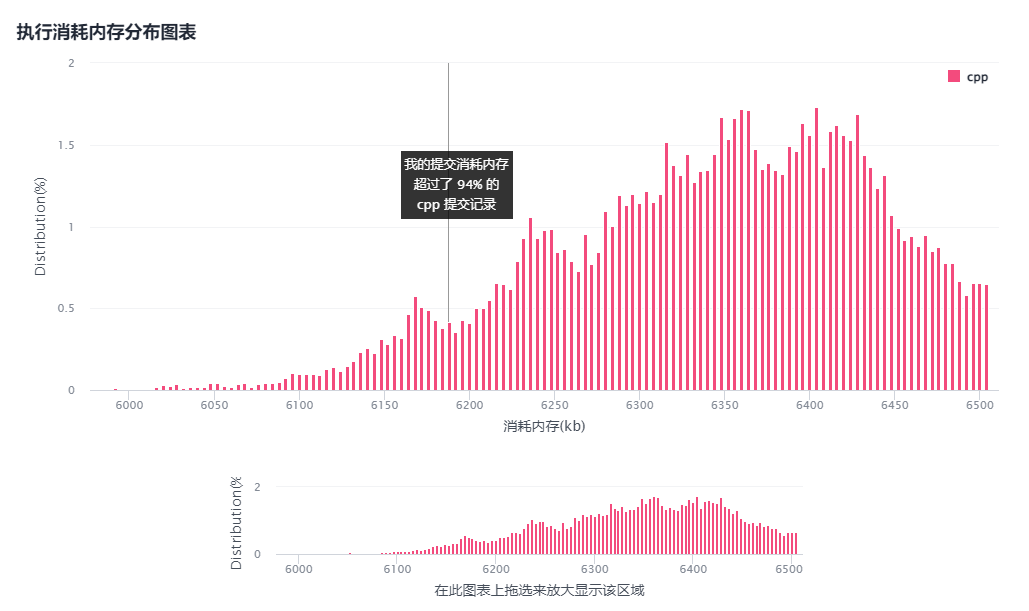 执行消耗内存分布图表
cpp
2
1.5
1
0.5
0
Distribution(%)
我的提交消耗内存
超过了 94% 的
cpp 提交记录
6000 6050 6100 6150 6200 6250 6300 6350 6400 6450 6500
消耗内存(kb)
2
0
Distribution(%
6000 6100 6200 6300 6400 6500
在此图表上拖选来放大显示该区域